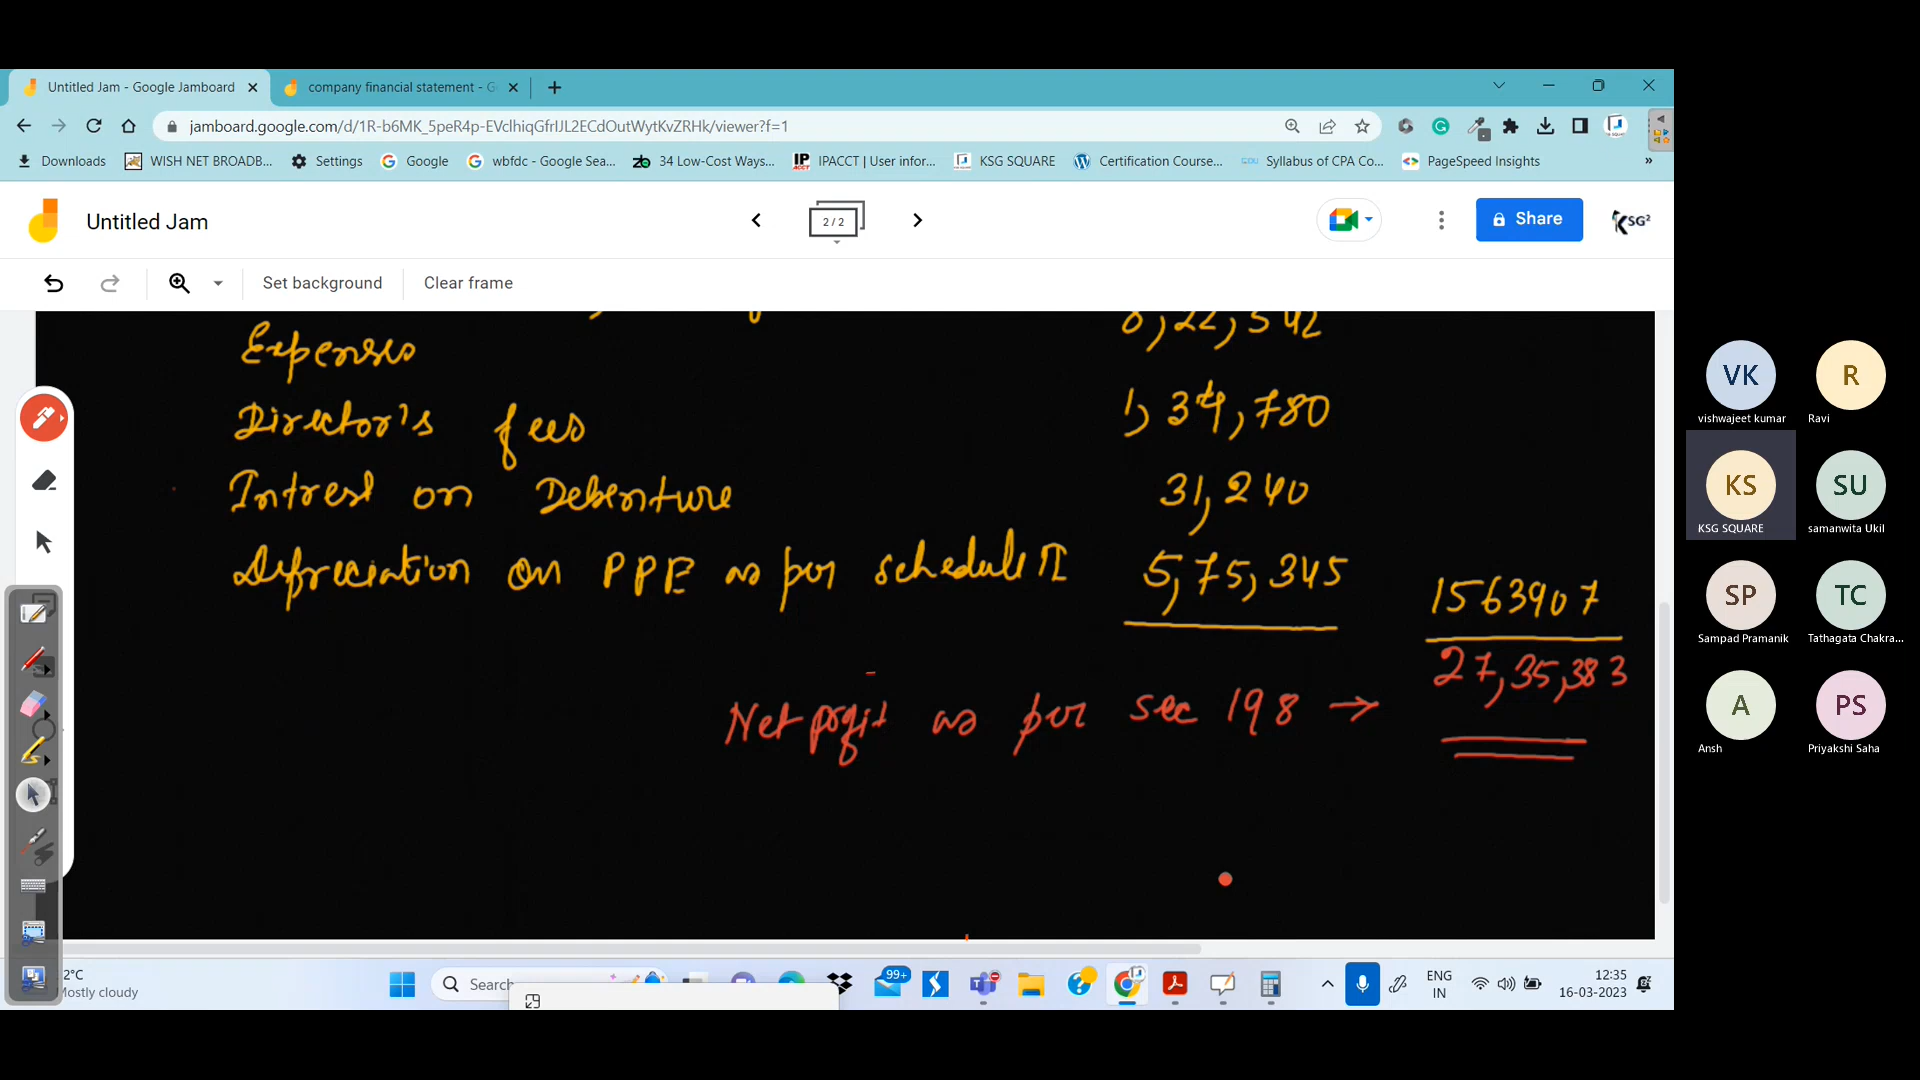 Untitled Jam - Google Jamboard
company financial statement - G
jamboard.google.com/d/1R-b6MK_5peR4p-EVclhiqGfrIJL2ECdOutWytKvZRHk/viewer?f=1
Downloads WISH NET BROADB... Settings Google wbfdc - Google Sea... 34 Low-Cost Ways... IPACCT | User infor... KSG SQUARE Certification Course... Syllabus of CPA Co... PageSpeed Insights »
Untitled Jam
2 / 2
Share
KSG²
Set background
Clear frame
Expenses 8,22,542
Director's fees 1,34,780
Intrest on Debenture 31,240
Depreciation on PPE as per schedule II 5,75,345
1563907
Net profit as per sec 198 → 27,35,383
VK
vishwajeet kumar
R
Ravi
KS
KSG SQUARE
SU
samanwita Ukil
SP
Sampad Pramanik
TC
Tathagata Chakra...
A
Ansh
PS
Priyakshi Saha
2°C
Mostly cloudy
Search
99+
ENG
IN
12:35
16-03-2023